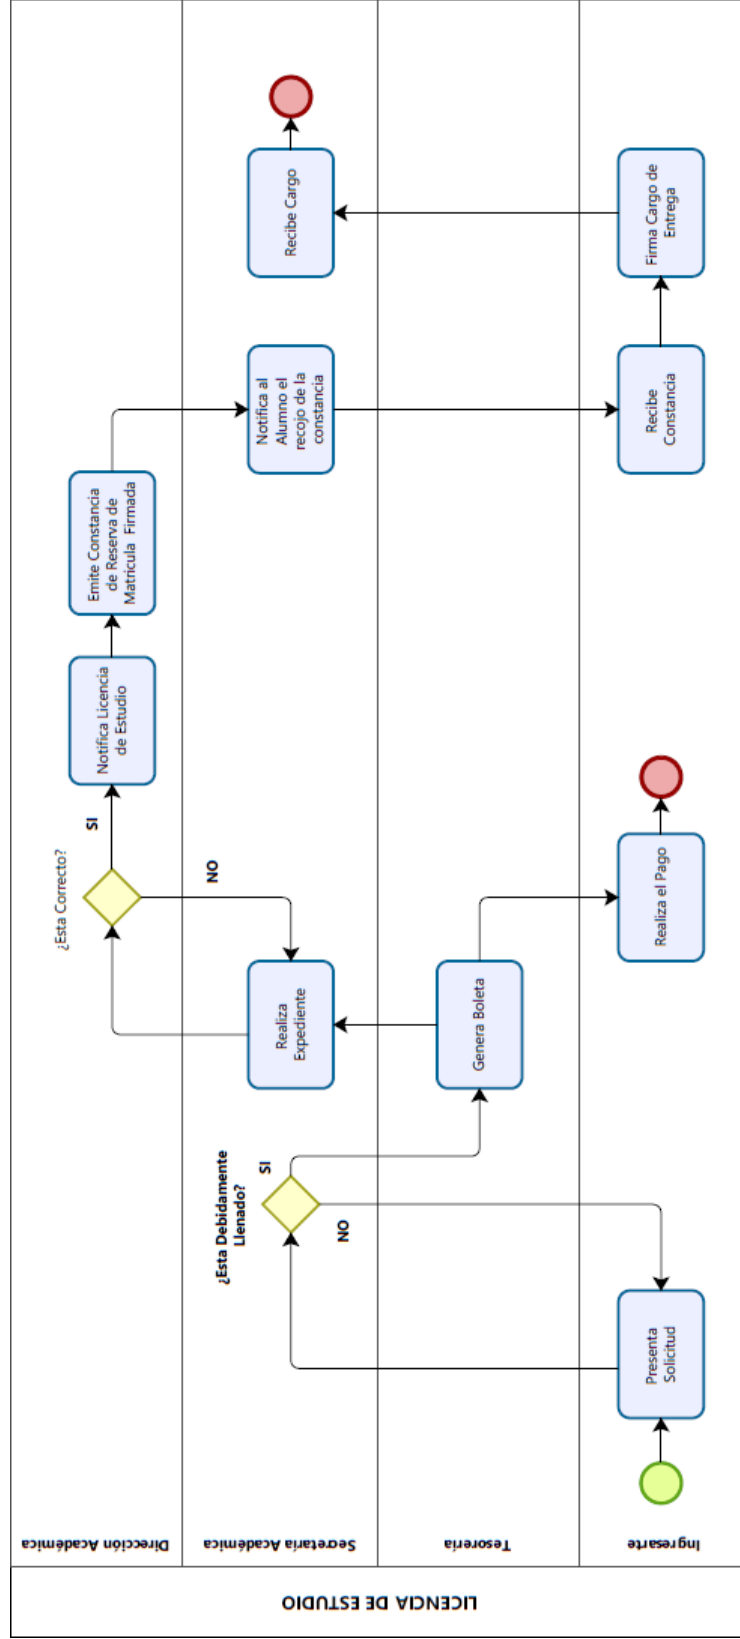 LICENCIA DE ESTUDIO
Dirección Académica
¿Esta Correcto?
SI
NO
Notifica Licencia
de Estudio
Emite Constancia
de Reserva de
Matricula Firmada
Secretaria Académica
¿Esta Debidamente
Llenado?
SI
NO
Realiza
Expediente
Notifica al
Alumno el
recojo de la
constancia
Recibe Cargo
Tesorería
Genera Boleta
Ingresarte
Presenta
Solicitud
Realiza el Pago
Recibe
Constancia
Firma Cargo de
Entrega